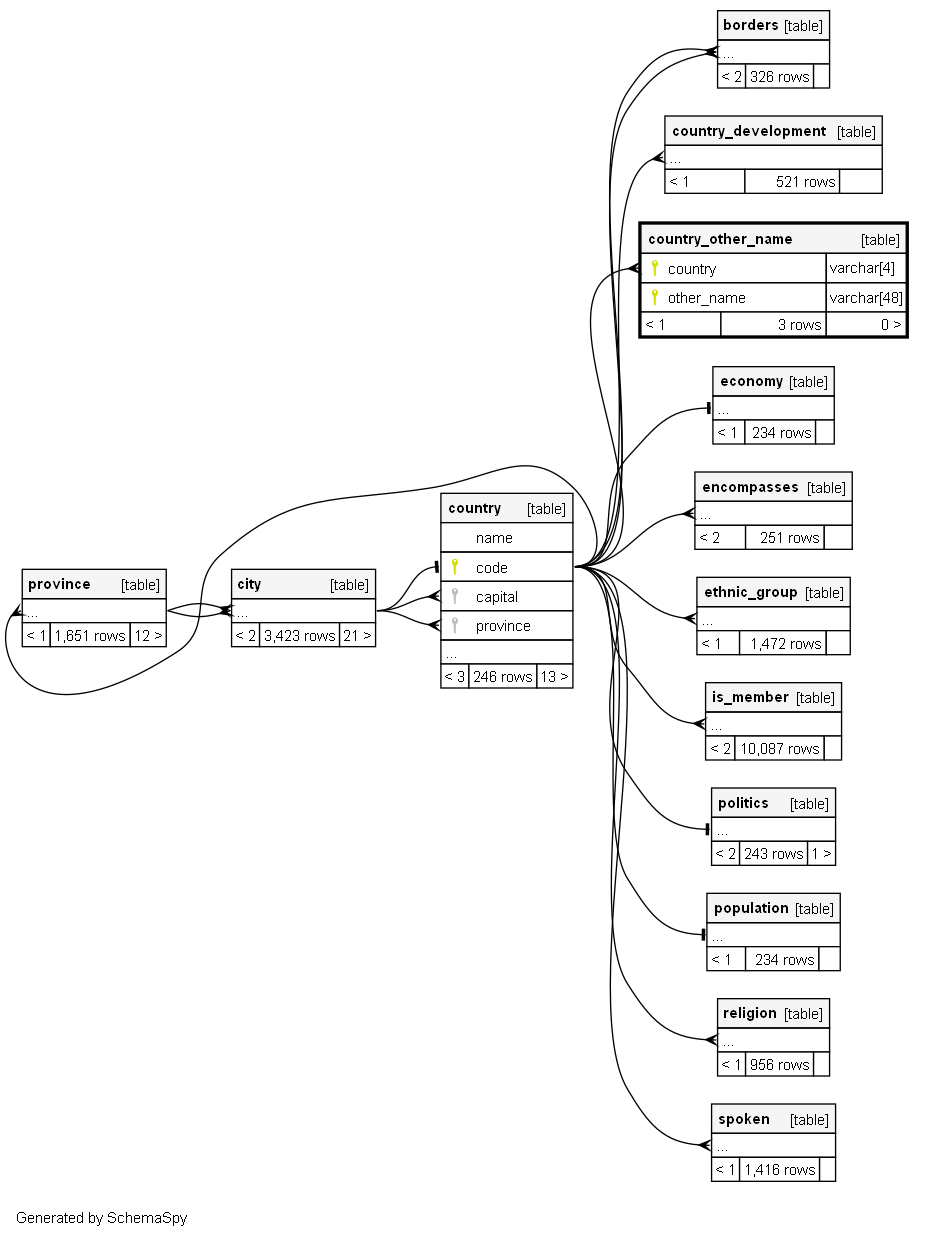 borders [table]
...
< 2 326 rows
country_development [table]
...
< 1 521 rows
country_other_name [table]
country varchar[4]
other_name varchar[48]
< 1 3 rows 0 >
economy [table]
...
< 1 234 rows
encompasses [table]
...
< 2 251 rows
country [table]
name
code
capital
province
...
< 3 246 rows 13 >
province [table]
...
< 1 1,651 rows 12 >
city [table]
...
< 2 3,423 rows 21 >
ethnic_group [table]
...
< 1 1,472 rows
is_member [table]
...
< 2 10,087 rows
politics [table]
...
< 2 243 rows 1 >
population [table]
...
< 1 234 rows
religion [table]
...
< 1 956 rows
spoken [table]
...
< 1 1,416 rows
Generated by SchemaSpy